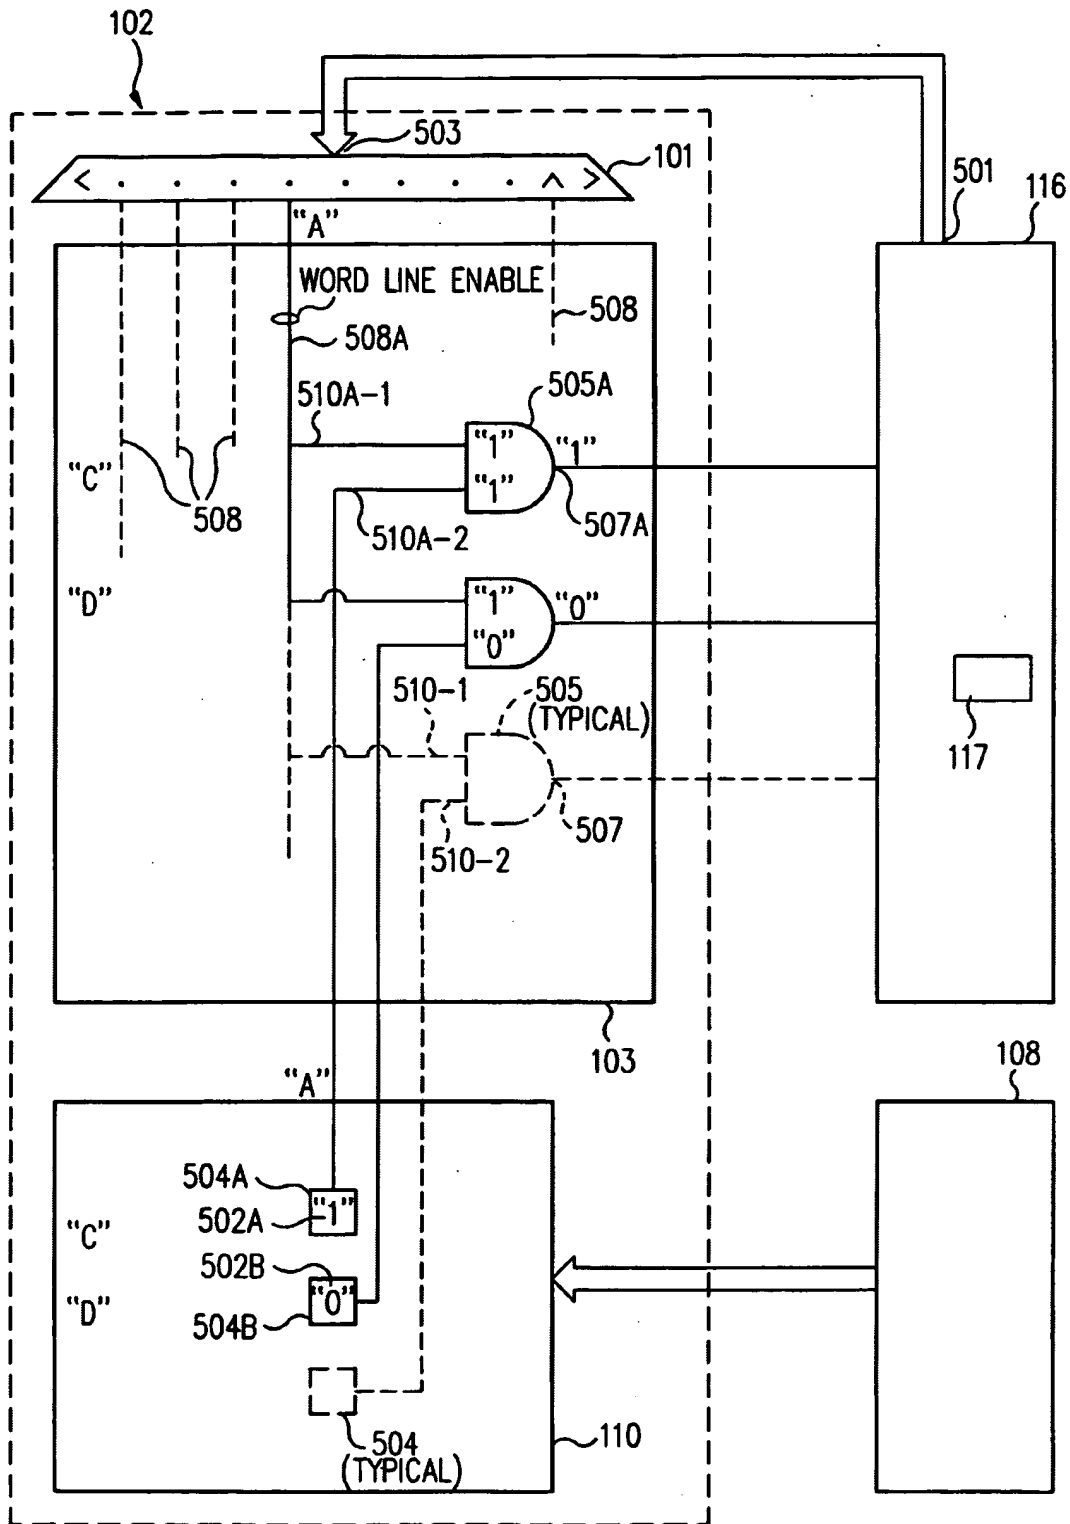 102
503
101
501
116
"A"
WORD LINE ENABLE
508
508A
510A-1
505A
"1"
"1"
"1"
"C"
508
510A-2
507A
"D"
"1"
"0"
"0"
510-1
505
(TYPICAL)
117
507
510-2
103
108
"A"
504A
"1"
502A
"C"
502B
"0"
"D"
504B
504
(TYPICAL)
110